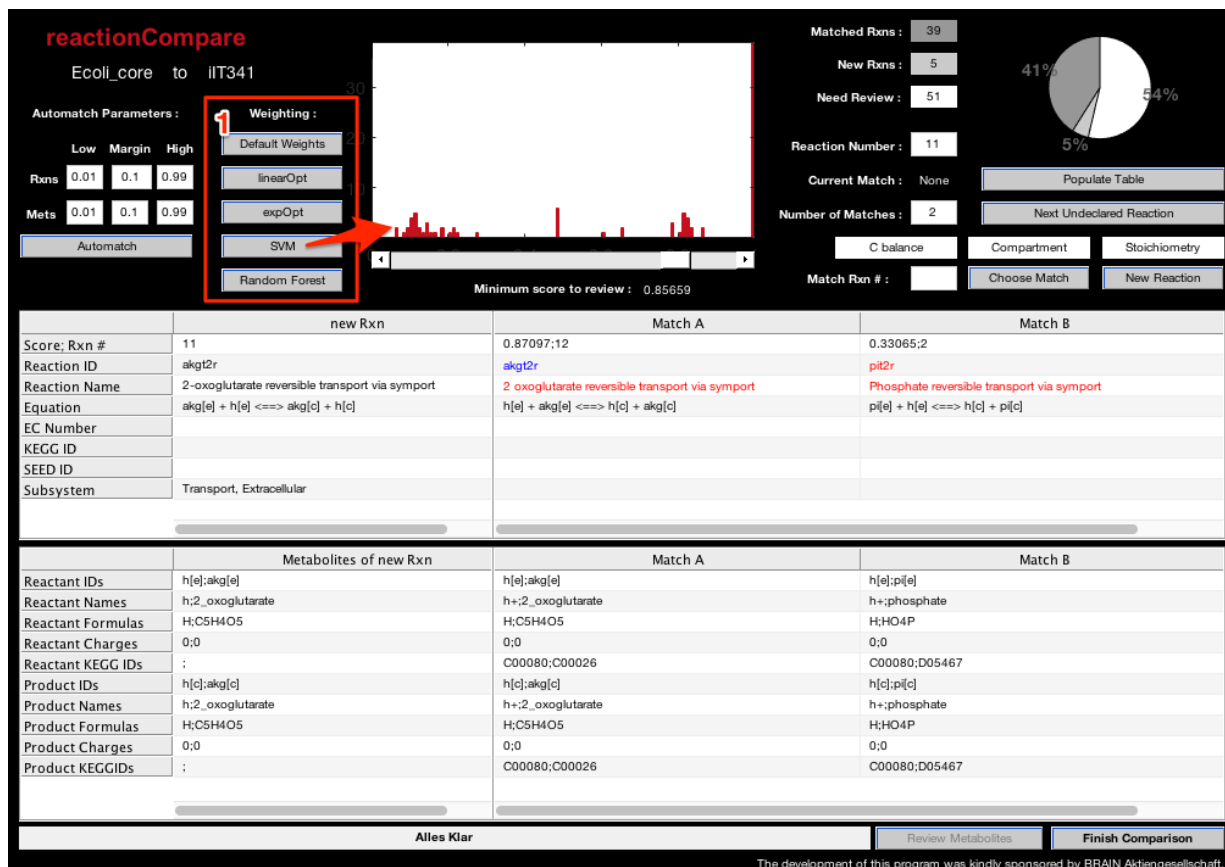 reactionCompare
Ecoli_core to iIT341
Automatch Parameters :
Low Margin High
Rxns 0.01 0.1 0.99
Mets 0.01 0.1 0.99
Automatch
1
Weighting :
Default Weights
linearOpt
expOpt
SVM
Random Forest
30
20
10
Minimum score to review : 0.85659
Matched Rxns : 39
New Rxns : 5
Need Review : 51
Reaction Number : 11
Current Match : None
Number of Matches : 2
41%
54%
5%
Populate Table
Next Undeclared Reaction
C balance Compartment Stoichiometry
Match Rxn # : Choose Match New Reaction
new Rxn Match A Match B
Score; Rxn # 11 0.87097;12 0.33065;2
Reaction ID akgt2r akgt2r pit2r
Reaction Name 2-oxoglutarate reversible transport via symport 2 oxoglutarate reversible transport via symport Phosphate reversible transport via symport
Equation akg[e] + h[e] <==> akg[c] + h[c] h[e] + akg[e] <==> h[c] + akg[c] pi[e] + h[e] <==> h[c] + pi[c]
EC Number
KEGG ID
SEED ID
Subsystem Transport, Extracellular
Metabolites of new Rxn Match A Match B
Reactant IDs h[e];akg[e] h[e];akg[e] h[e];pi[e]
Reactant Names h;2_oxoglutarate h+;2_oxoglutarate h+;phosphate
Reactant Formulas H;C5H4O5 H;C5H4O5 H;HO4P
Reactant Charges 0;0 0;0 0;0
Reactant KEGG IDs ; C00080;C00026 C00080;D05467
Product IDs h[c];akg[c] h[c];akg[c] h[c];pi[c]
Product Names h;2_oxoglutarate h+;2_oxoglutarate h+;phosphate
Product Formulas H;C5H4O5 H;C5H4O5 H;HO4P
Product Charges 0;0 0;0 0;0
Product KEGGIDs ; C00080;C00026 C00080;D05467
Alles Klar
Review Metabolites
Finish Comparison
The development of this program was kindly sponsored by BRAIN Aktiengesellschaft.